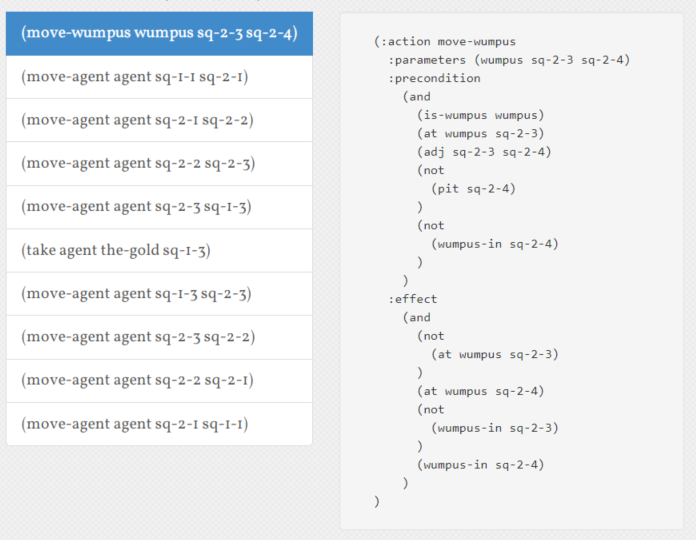 (move-wumpus wumpus sq-2-3 sq-2-4)
(move-agent agent sq-1-1 sq-2-1)
(move-agent agent sq-2-1 sq-2-2)
(move-agent agent sq-2-2 sq-2-3)
(move-agent agent sq-2-3 sq-1-3)
(take agent the-gold sq-1-3)
(move-agent agent sq-1-3 sq-2-3)
(move-agent agent sq-2-3 sq-2-2)
(move-agent agent sq-2-2 sq-2-1)
(move-agent agent sq-2-1 sq-1-1)
(:action move-wumpus
  :parameters (wumpus sq-2-3 sq-2-4)
  :precondition
    (and
      (is-wumpus wumpus)
      (at wumpus sq-2-3)
      (adj sq-2-3 sq-2-4)
      (not
        (pit sq-2-4)
      )
      (not
        (wumpus-in sq-2-4)
      )
    )
  :effect
    (and
      (not
        (at wumpus sq-2-3)
      )
      (at wumpus sq-2-4)
      (not
        (wumpus-in sq-2-3)
      )
      (wumpus-in sq-2-4)
    )
)